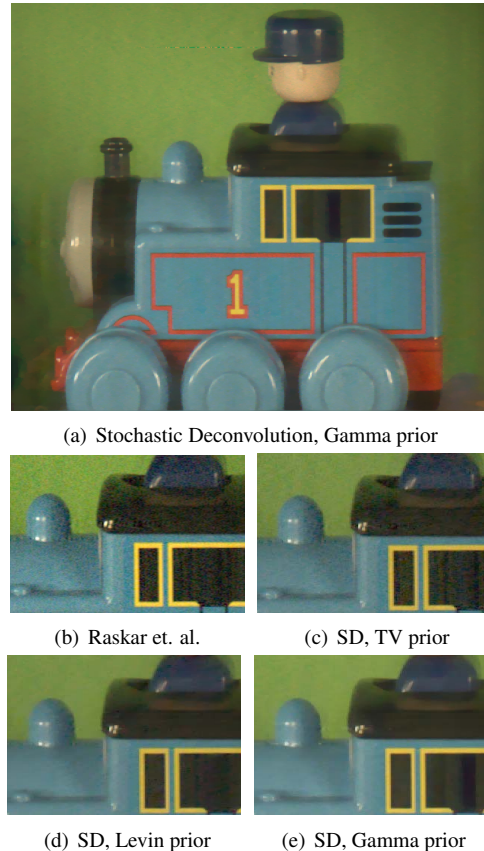 1
(a) Stochastic Deconvolution, Gamma prior
(b) Raskar et. al.
(c) SD, TV prior
(d) SD, Levin prior
(e) SD, Gamma prior